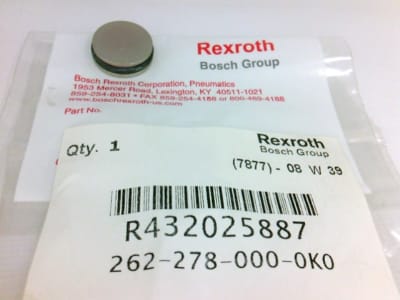 Rexroth
Bosch Group
Bosch Rexroth Corporation, Pneumatics
1953 Mercer Road, Lexington, KY 40511-1021
859-254-8031 • FAX 859-254-4188 or 800-489-4188
www.boschrexroth-us.com
Part No.
Qty. 1
Rexroth
Bosch Group
(7877) - 08 W 39
R432025887
262-278-000-0K0